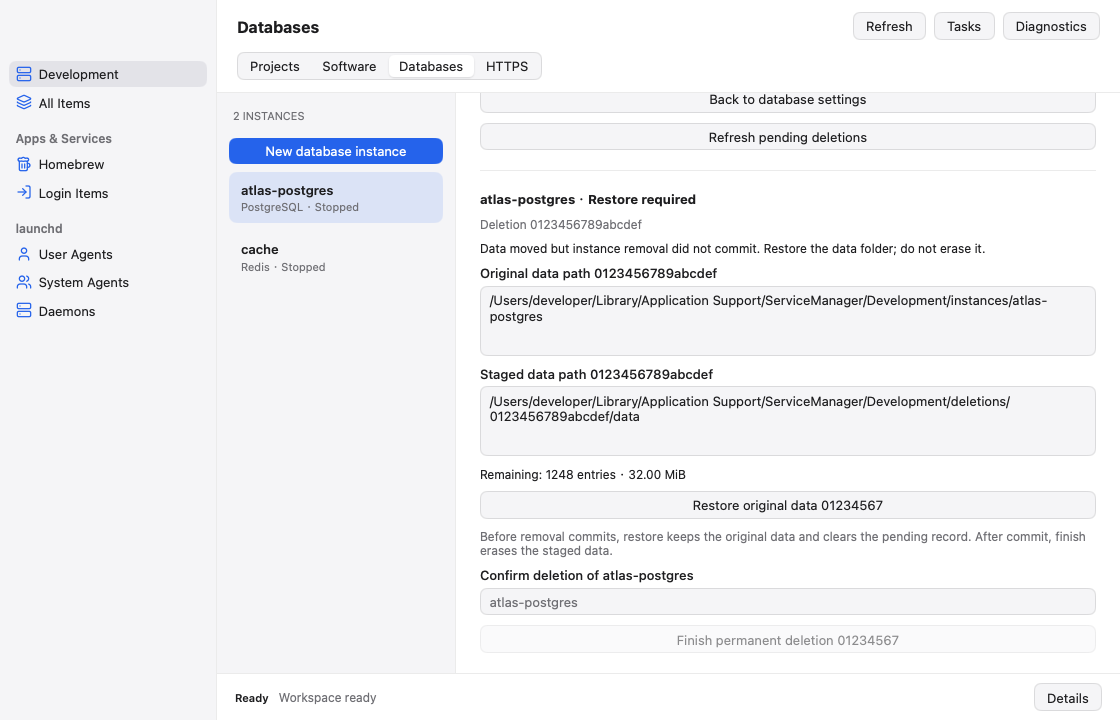 Development
All Items
Apps & Services
Homebrew
Login Items
launchd
User Agents
System Agents
Daemons
Databases
Refresh
Tasks
Diagnostics
Projects
Software
Databases
HTTPS
2 INSTANCES
New database instance
atlas-postgres
PostgreSQL · Stopped
cache
Redis · Stopped
Back to database settings
Refresh pending deletions
atlas-postgres · Restore required
Deletion 0123456789abcdef
Data moved but instance removal did not commit. Restore the data folder; do not erase it.
Original data path 0123456789abcdef
/Users/developer/Library/Application Support/ServiceManager/Development/instances/atlas-
postgres
Staged data path 0123456789abcdef
/Users/developer/Library/Application Support/ServiceManager/Development/deletions/
0123456789abcdef/data
Remaining: 1248 entries · 32.00 MiB
Restore original data 01234567
Before removal commits, restore keeps the original data and clears the pending record. After commit, finish
erases the staged data.
Confirm deletion of atlas-postgres
atlas-postgres
Finish permanent deletion 01234567
Ready
Workspace ready
Details